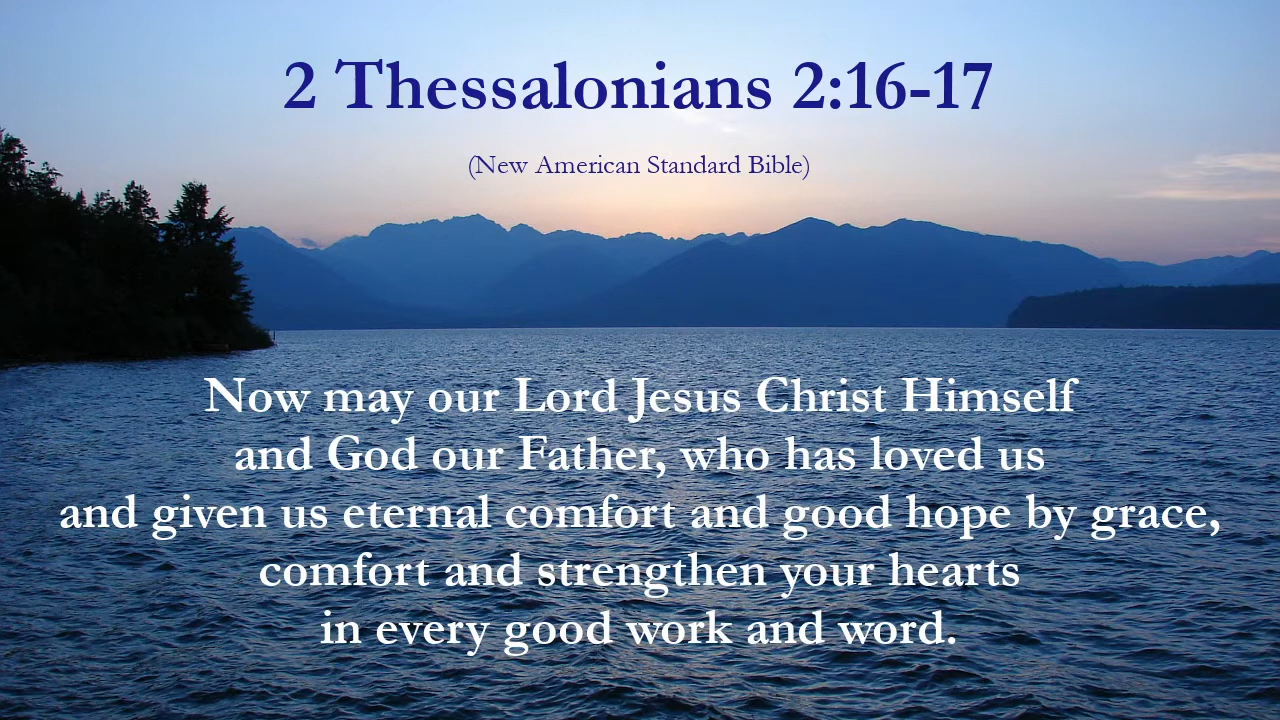 2 Thessalonians 2:16-17
(New American Standard Bible)
Now may our Lord Jesus Christ Himself
and God our Father, who has loved us
and given us eternal comfort and good hope by grace,
comfort and strengthen your hearts
in every good work and word.